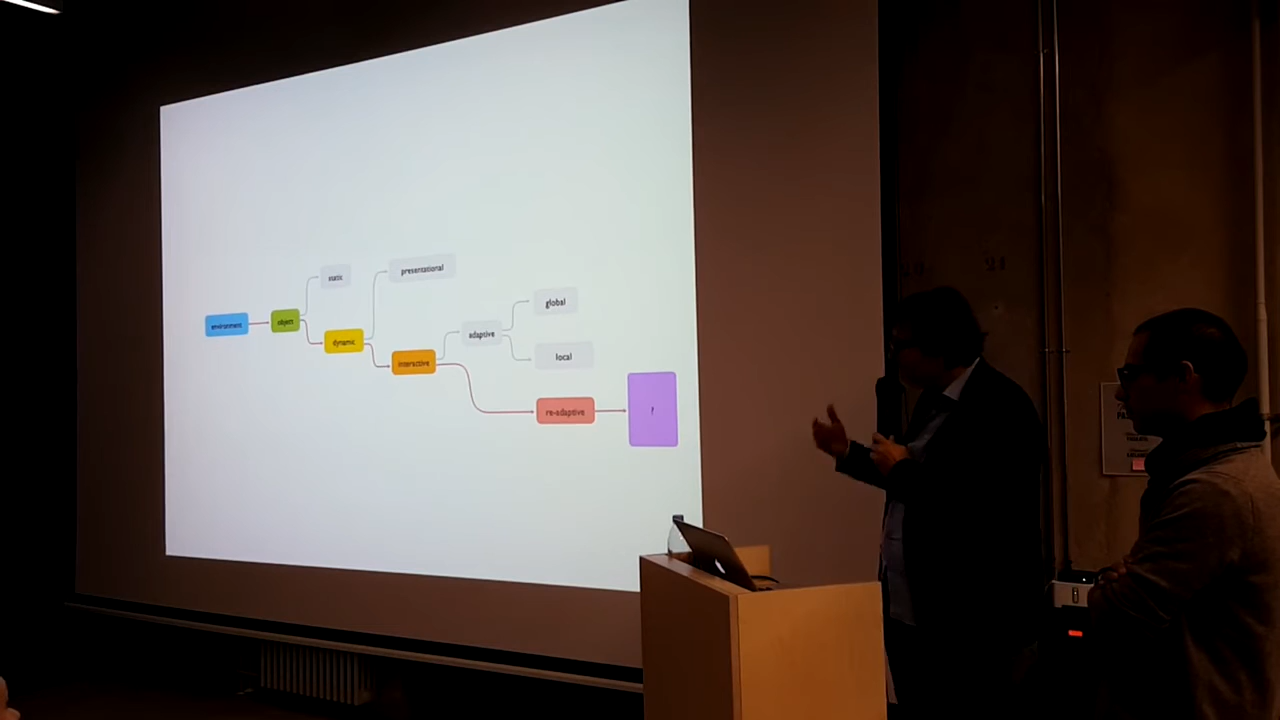 environment
object
static
dynamic
presentational
interactive
adaptive
global
local
re-adaptive
?